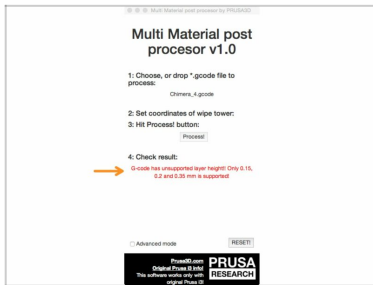 Multi Material post procesor by PRUSA3D
Multi Material post
procesor v1.0
1: Choose, or drop *.gcode file to
process:
Chimera_4.gcode
2: Set coordinates of wipe tower:
3: Hit Process! button:
Process!
4: Check result:
G-code has unsupported layer height! Only 0.15,
0.2 and 0.35 mm is supported!
Advanced mode
RESET!
Prusa3D.com
Original Prusa i3 info!
This software works only with
original Prusa i3!
PRUSA
RESEARCH